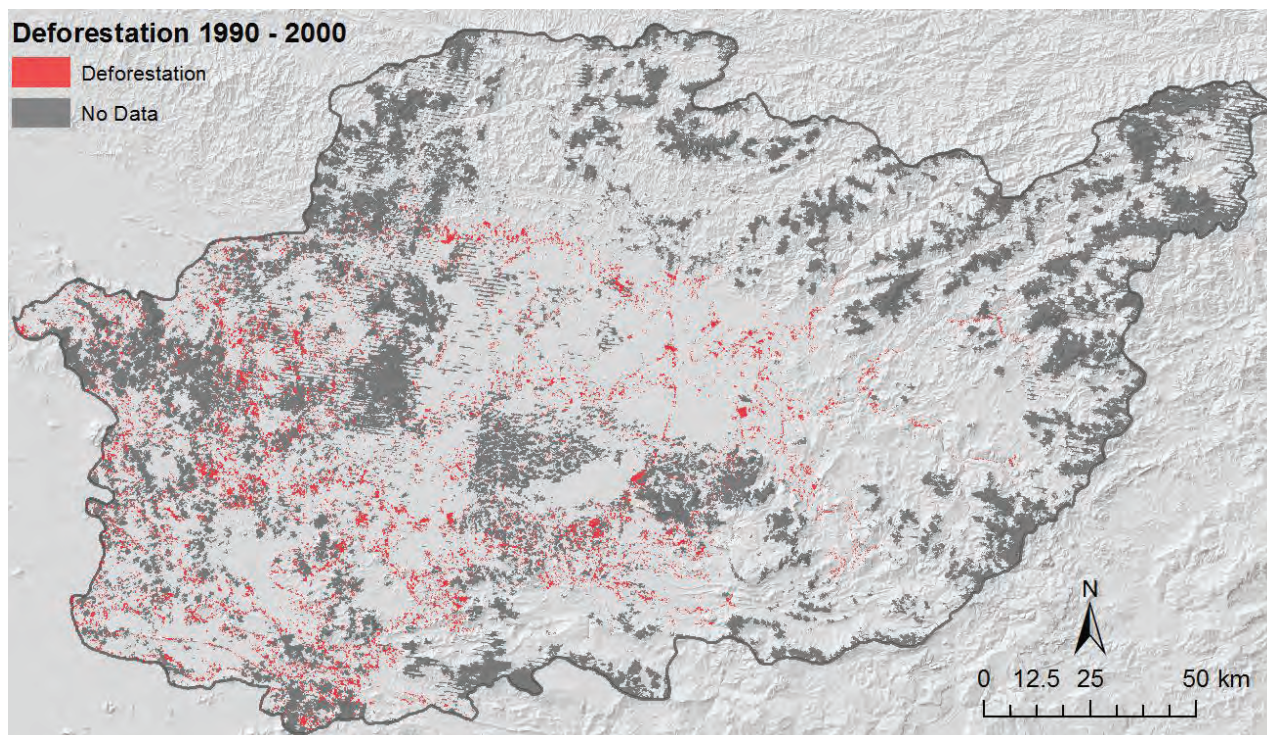 Deforestation 1990 - 2000
Deforestation
No Data
N
0 12.5 25 50 km